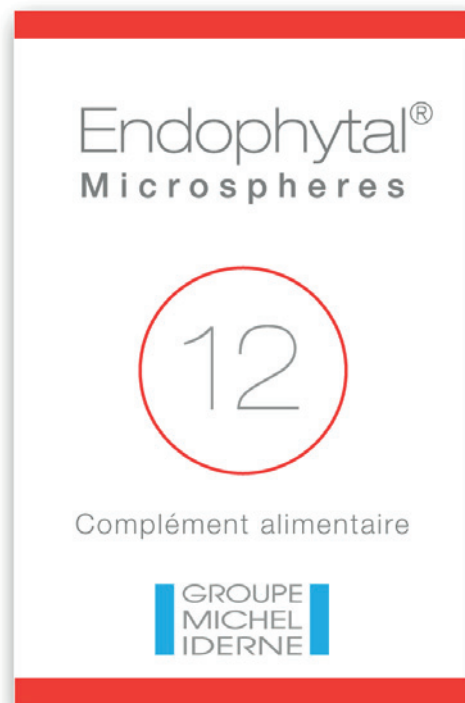 Endophytal®
Microspheres
12
Complément alimentaire
GROUPE
MICHEL
IDERNE